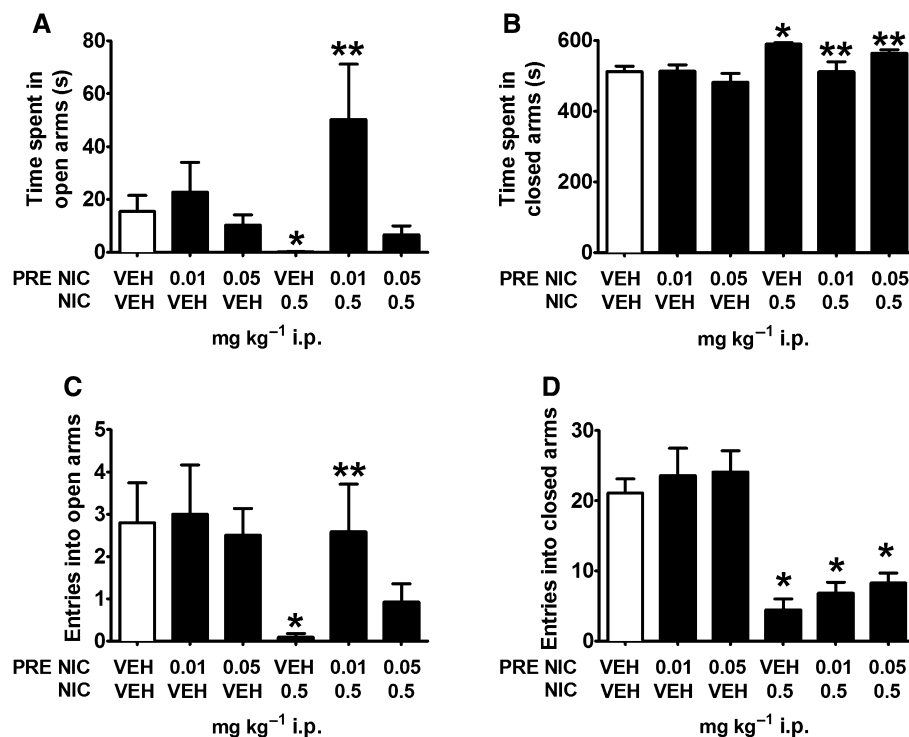 A
Time spent in
open arms (s)
80
60
40
20
0
**
*
PRE NIC VEH 0.01 0.05 VEH 0.01 0.05
NIC VEH VEH VEH 0.5 0.5 0.5
mg kg⁻¹ i.p.
B
Time spent in
closed arms (s)
600
400
200
0
*
**
**
PRE NIC VEH 0.01 0.05 VEH 0.01 0.05
NIC VEH VEH VEH 0.5 0.5 0.5
mg kg⁻¹ i.p.
C
Entries into open arms
5
4
3
2
1
0
**
*
PRE NIC VEH 0.01 0.05 VEH 0.01 0.05
NIC VEH VEH VEH 0.5 0.5 0.5
mg kg⁻¹ i.p.
D
Entries into closed arms
30
20
10
0
*
*
*
PRE NIC VEH 0.01 0.05 VEH 0.01 0.05
NIC VEH VEH VEH 0.5 0.5 0.5
mg kg⁻¹ i.p.